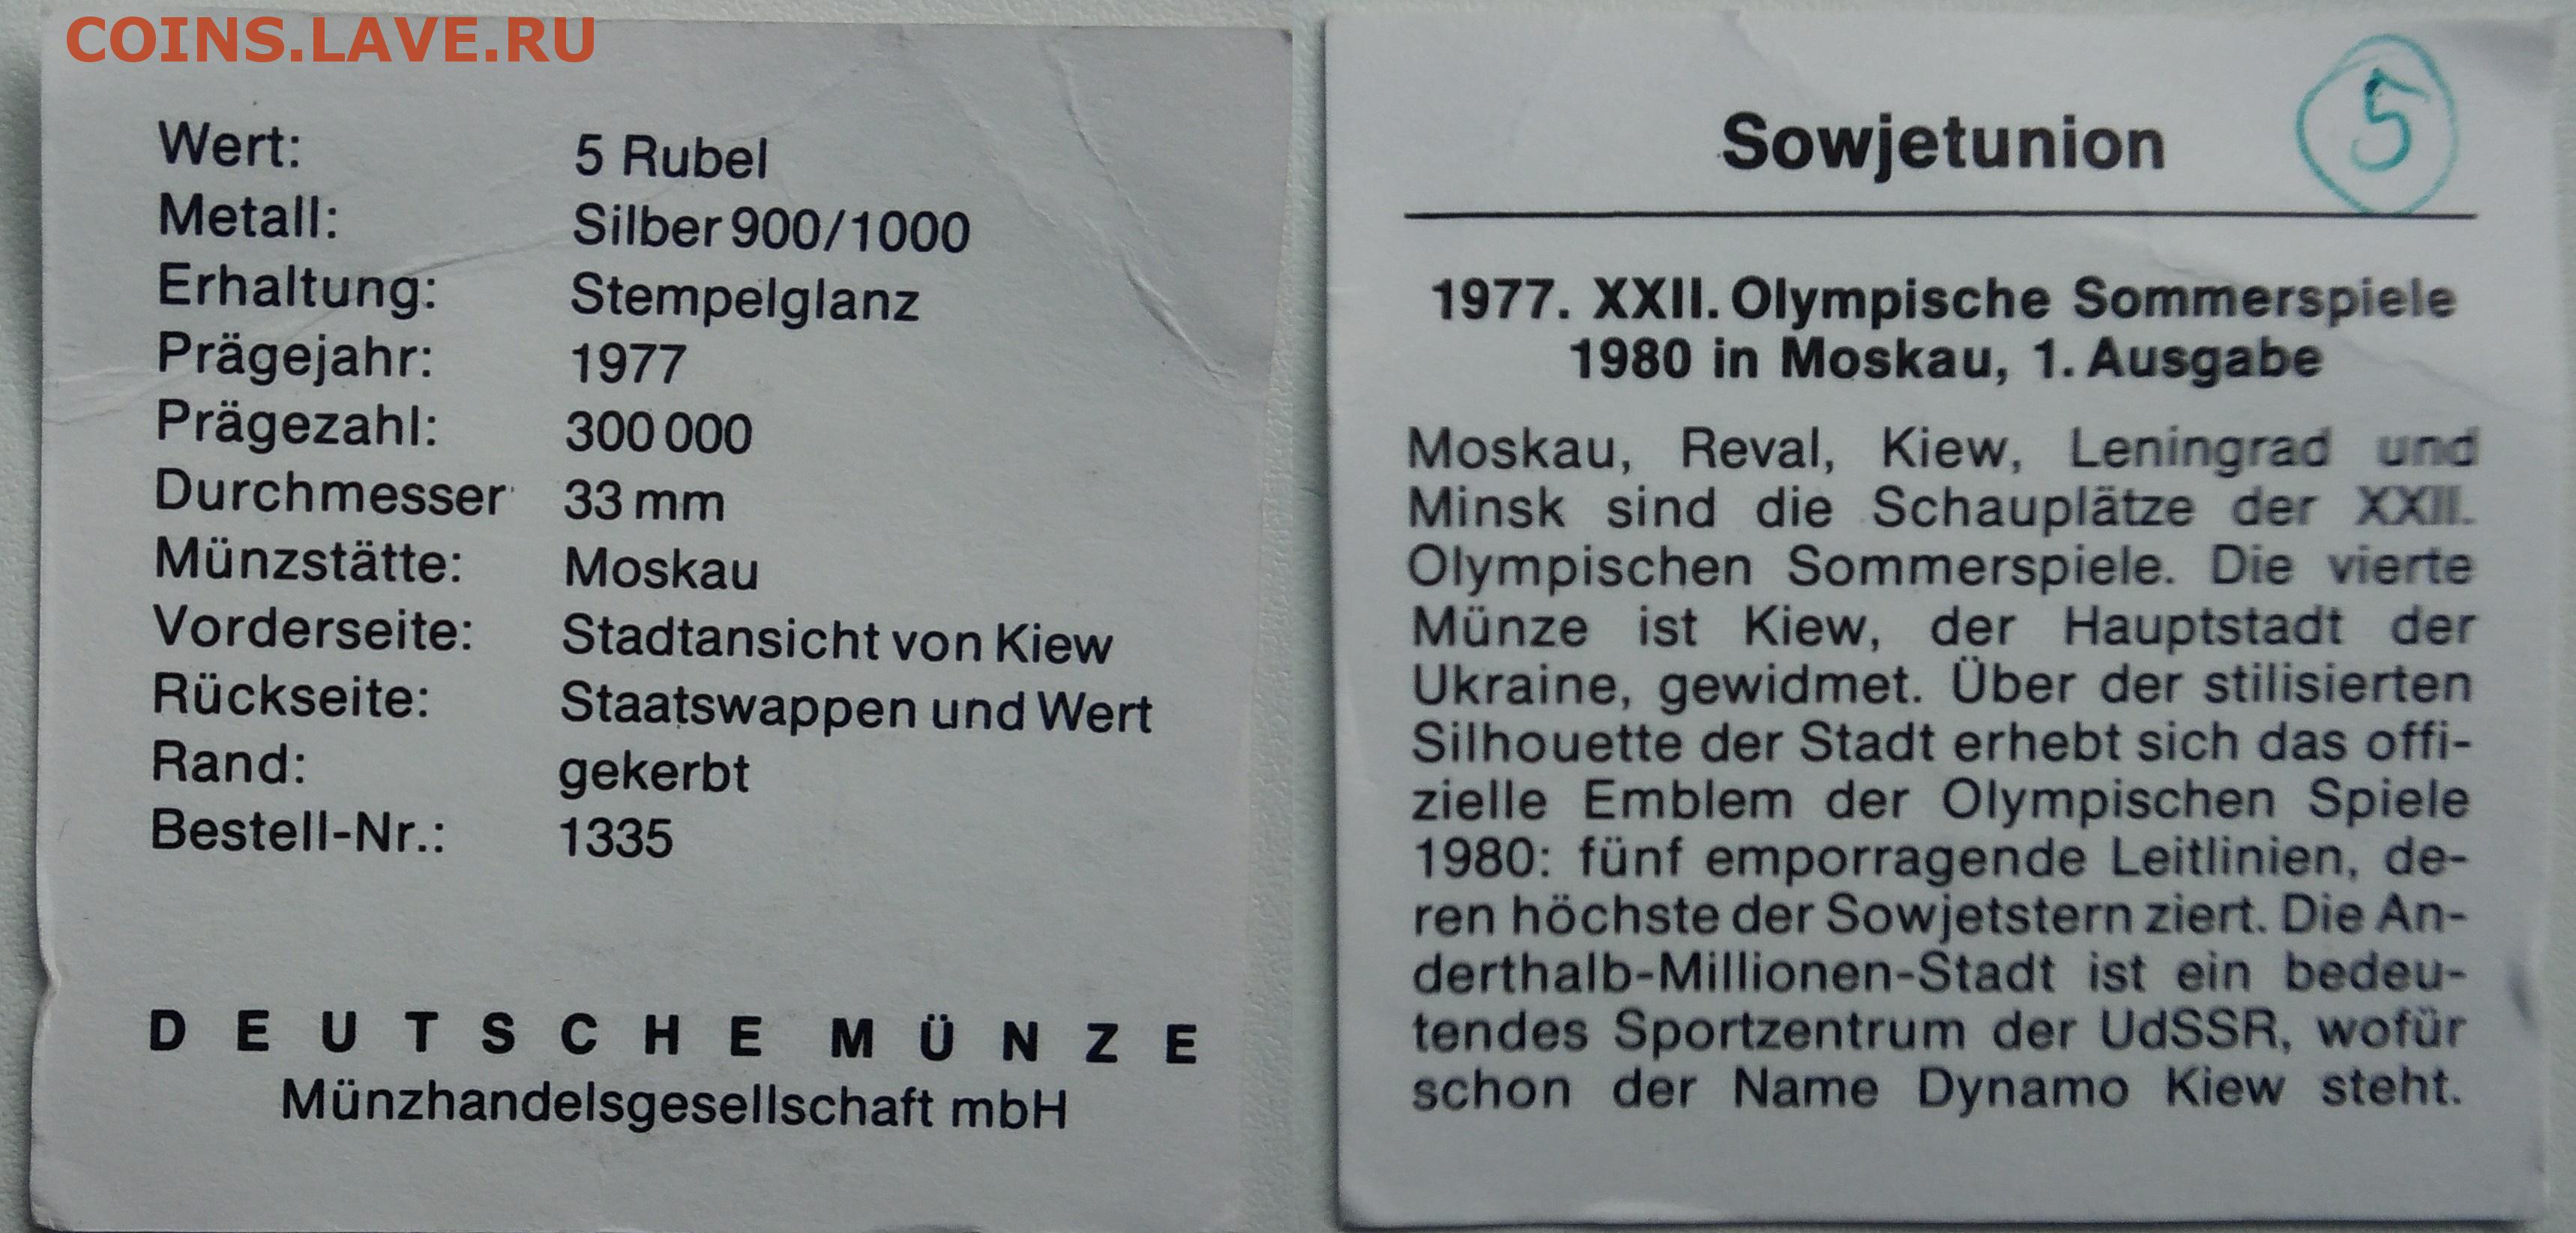 COINS.LAVE.RU
Wert: 5 Rubel
Metall: Silber 900/1000
Erhaltung: Stempelglanz
Prägejahr: 1977
Prägezahl: 300 000
Durchmesser 33 mm
Münzstätte: Moskau
Vorderseite: Stadtansicht von Kiew
Rückseite: Staatswappen und Wert
Rand: gekerbt
Bestell-Nr.: 1335
DEUTSCHE MÜNZE
Münzhandelsgesellschaft mbH
Sowjetunion
5
1977. XXII. Olympische Sommerspiele
1980 in Moskau, 1. Ausgabe
Moskau, Reval, Kiew, Leningrad und
Minsk sind die Schauplätze der XXII.
Olympischen Sommerspiele. Die vierte
Münze ist Kiew, der Hauptstadt der
Ukraine, gewidmet. Über der stilisierten
Silhouette der Stadt erhebt sich das offi-
zielle Emblem der Olympischen Spiele
1980: fünf emporragende Leitlinien, de-
ren höchste der Sowjetstern ziert. Die An-
derthalb-Millionen-Stadt ist ein bedeu-
tendes Sportzentrum der UdSSR, wofür
schon der Name Dynamo Kiew steht.